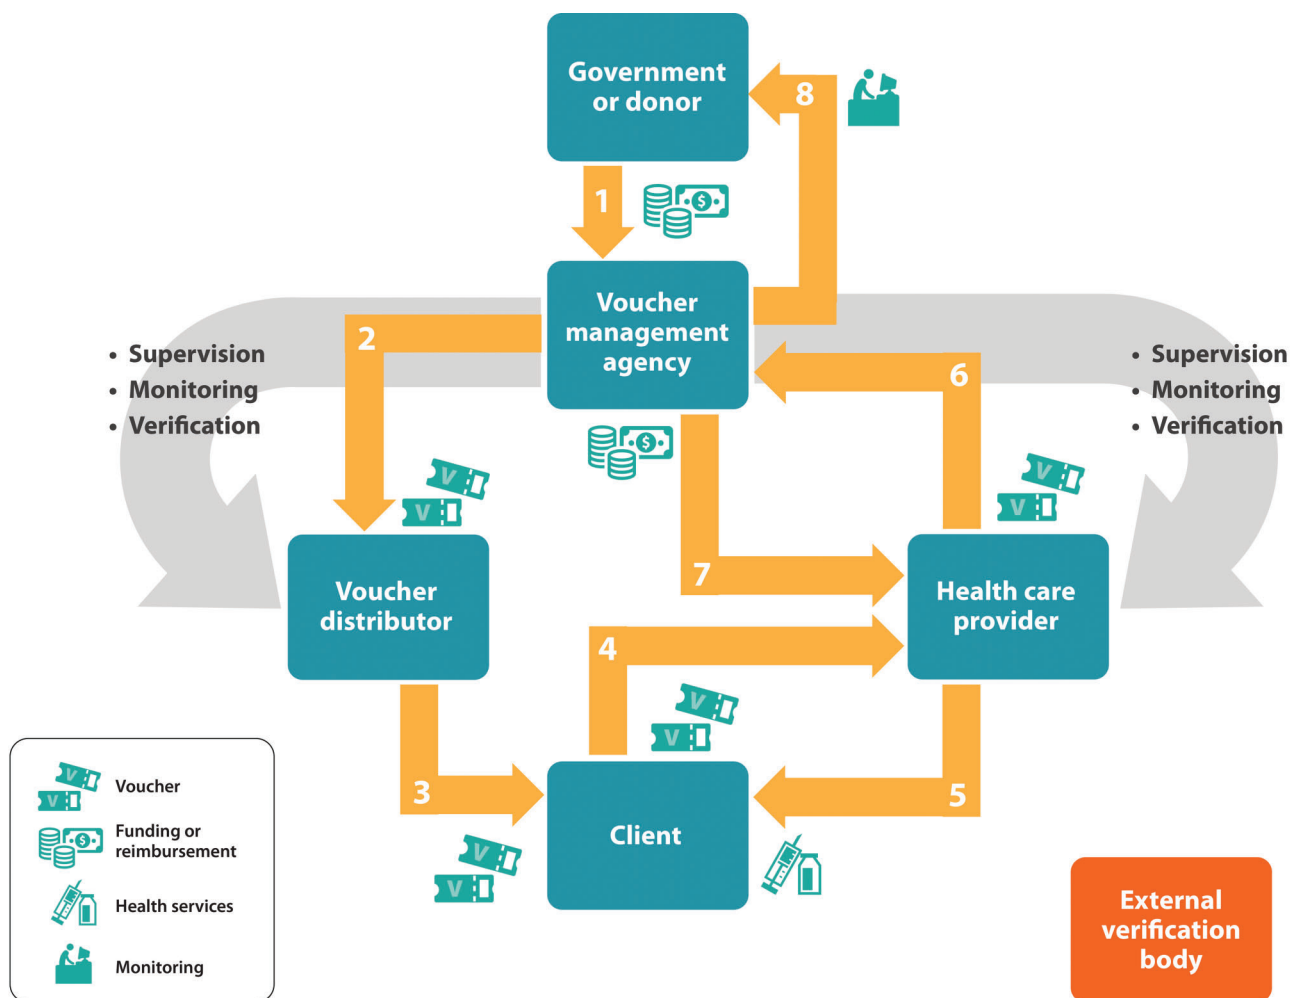 Government
or donor
8
1
Voucher
management
agency
2
• Supervision
• Monitoring
• Verification
6
• Supervision
• Monitoring
• Verification
$
$
V
V
V
V
7
Voucher
distributor
Health care
provider
4
V
V
3
5
Client
V
V
V
V
Voucher
$
Funding or
reimbursement
Health services
Monitoring
External
verification
body